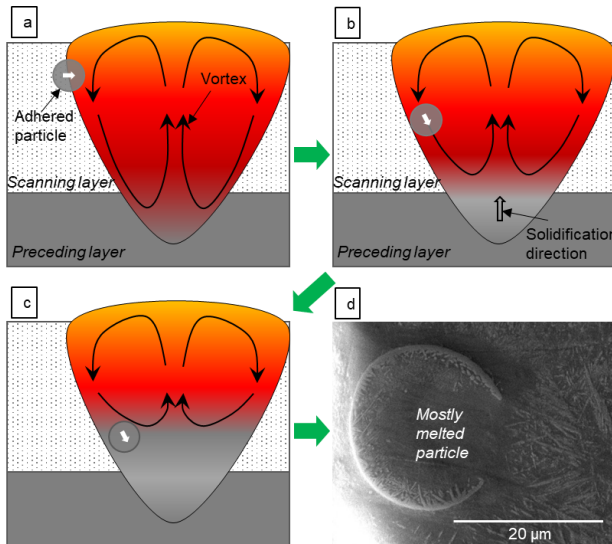 a
Vortex
Adhered
particle
Scanning layer
Preceding layer
b
Scanning layer
Preceding layer
Solidification
direction
c
d
Mostly
melted
particle
20 µm